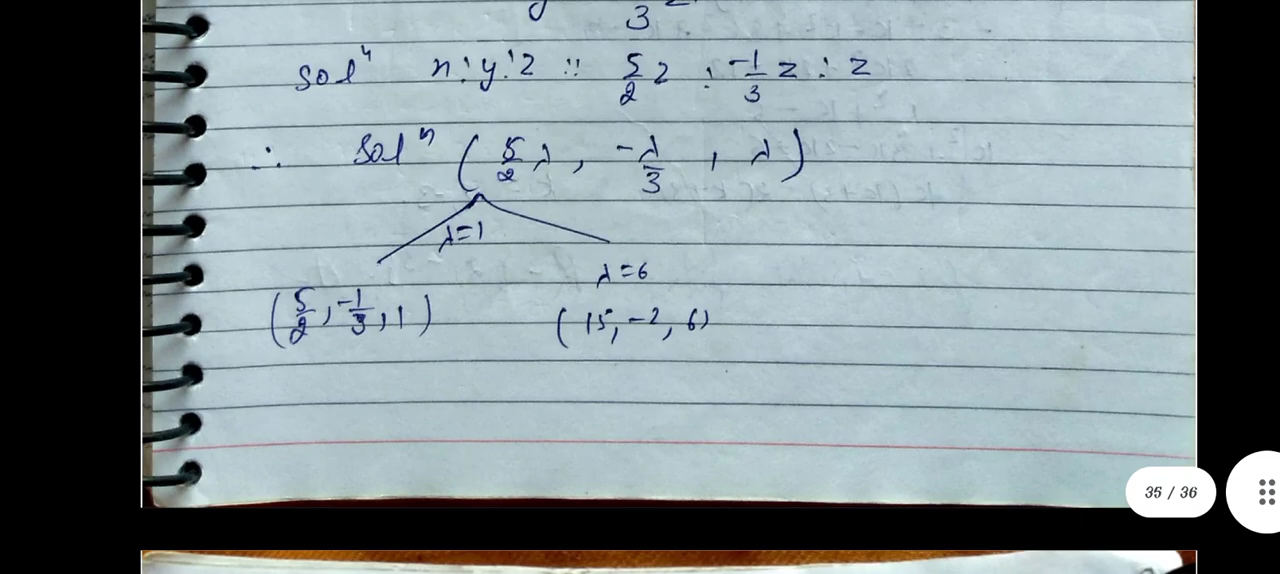 3
solⁿ x : y : z :: 5/2 z : -1/3 z : z
∴ Solⁿ ( 5/2 λ , -λ/3 , λ )
λ=1
λ=6
( 5/2 , -1/3 , 1 ) ( 15, -2, 6)
35 / 36